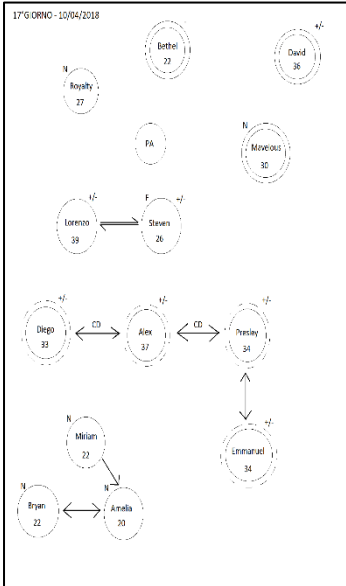 17°GIORNO - 10/04/2018
Bethel
22
+/-
David
36
N
Royalty
27
PA
N
Mavelous
30
+/-
Lorenzo
39
F
+/-
Steven
26
+/-
Diego
33
CD
+/-
Alex
37
CD
+/-
Presley
34
+/-
Emmanuel
34
N
Miriam
22
I
N
Bryan
22
N
Amelia
20